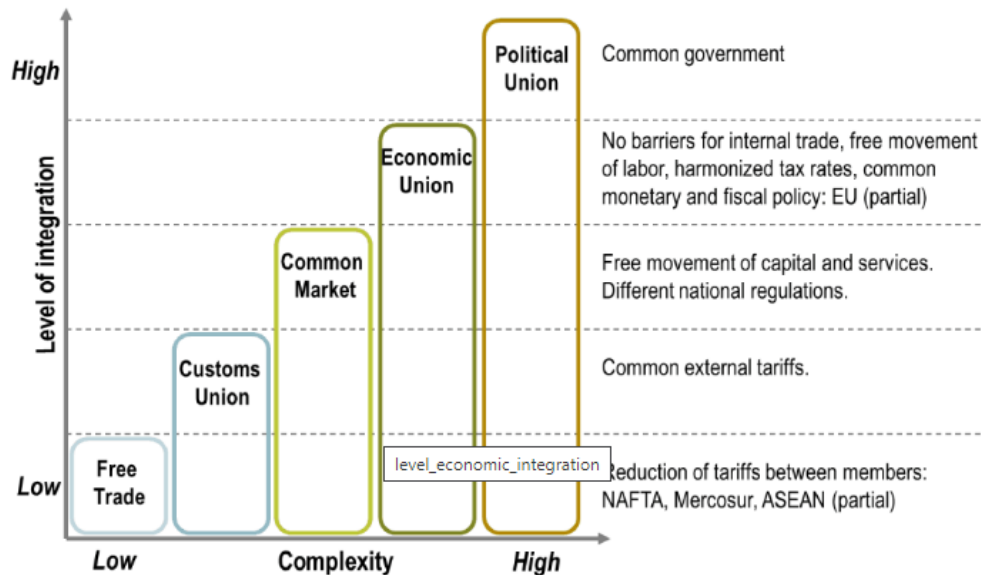 High
Political
Union
Common government
Economic
Union
No barriers for internal trade, free movement
of labor, harmonized tax rates, common
monetary and fiscal policy: EU (partial)
Level of integration
Common
Market
Free movement of capital and services.
Different national regulations.
Customs
Union
Common external tariffs.
Free
Trade
level_economic_integration
Low
Reduction of tariffs between members:
NAFTA, Mercosur, ASEAN (partial)
Low
Complexity
High